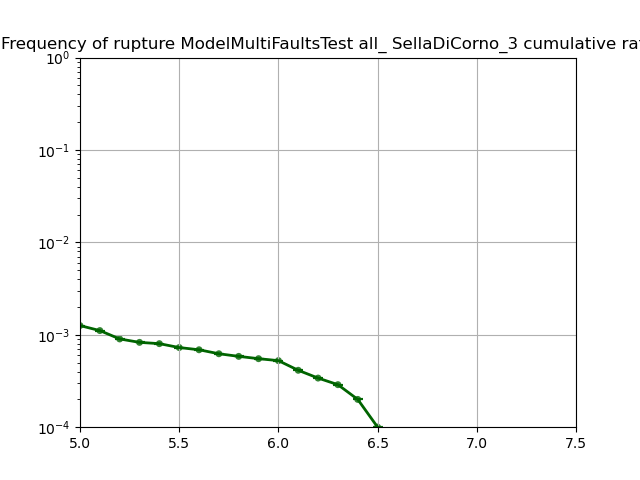 Frequency of rupture ModelMultiFaultsTest all_ SellaDiCorno_3 cumulative ra
10⁰
10⁻¹
10⁻²
10⁻³
10⁻⁴
5.0 5.5 6.0 6.5 7.0 7.5